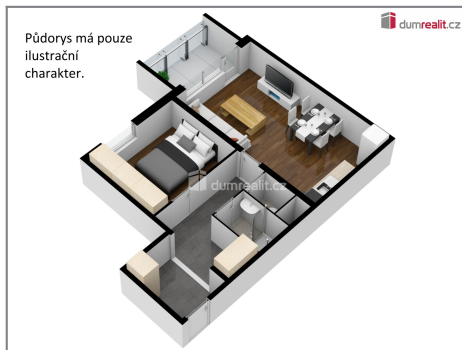 Půdorys má pouze
ilustrační
charakter.
dumrealit.cz
dumrealit.cz